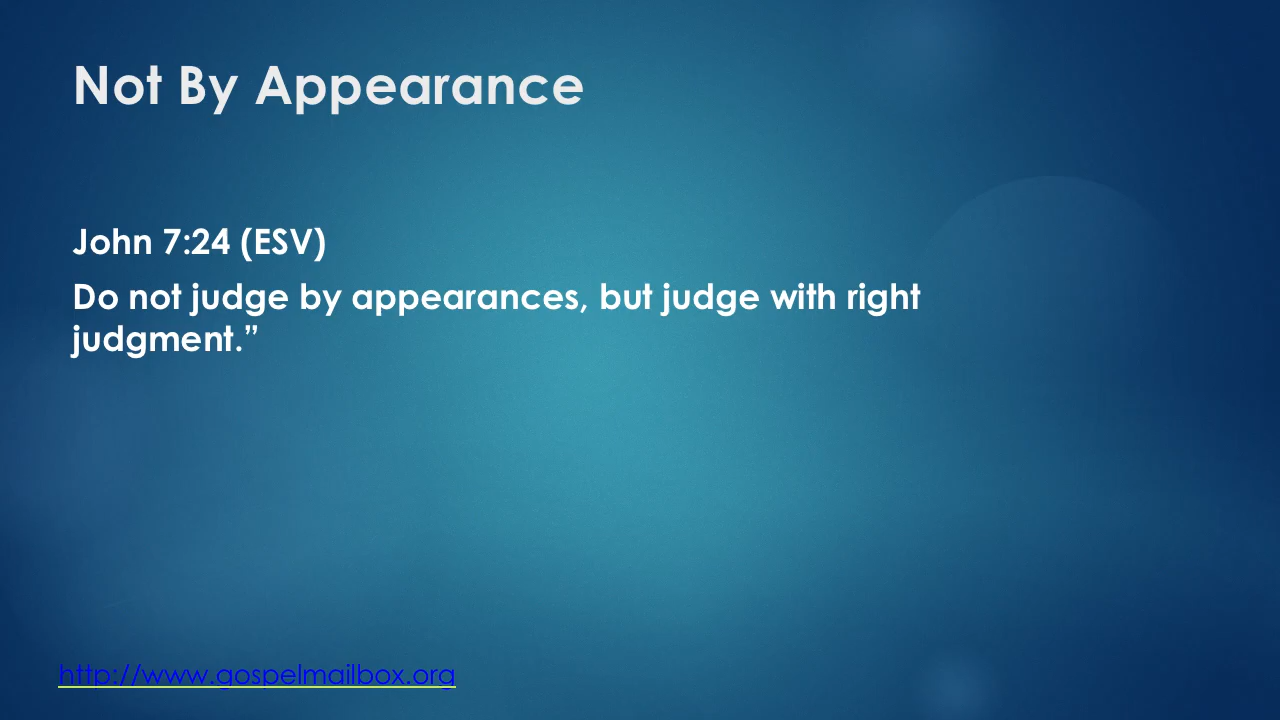 Not By Appearance
John 7:24 (ESV)
Do not judge by appearances, but judge with right
judgment.”
http://www.gospelmailbox.org